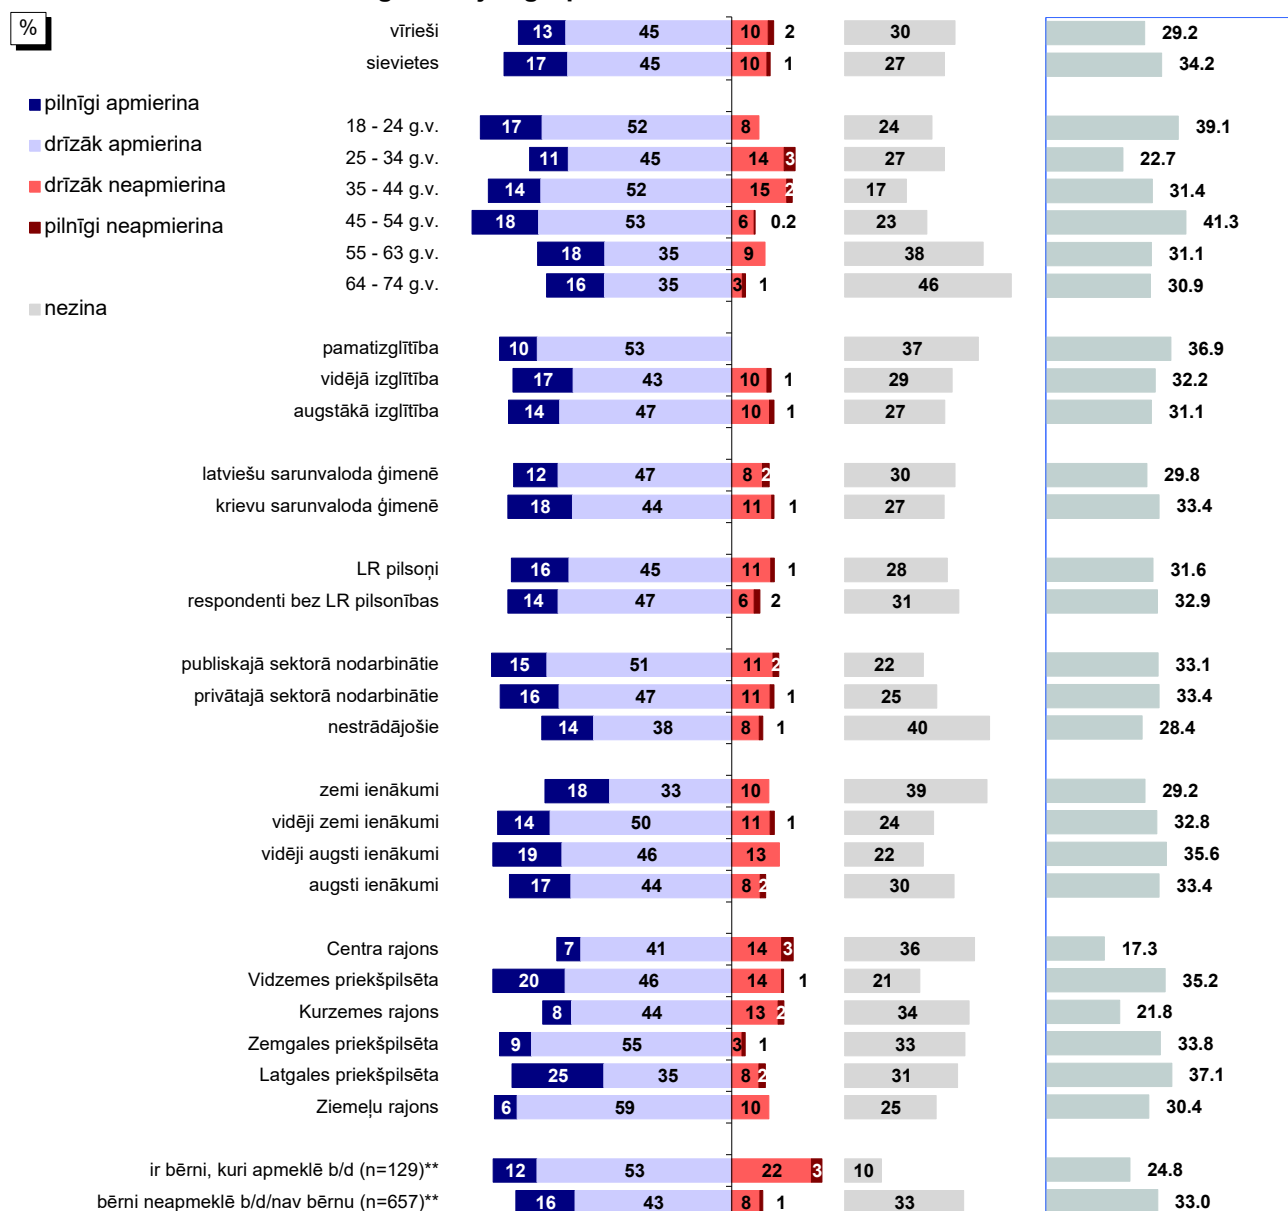 %
pilnīgi apmierina
drīzāk apmierina
drīzāk neapmierina
pilnīgi neapmierina
nezina
vīrieši 13 45 10 2 30 29.2
sievietes 17 45 10 1 27 34.2
18 - 24 g.v. 17 52 8 24 39.1
25 - 34 g.v. 11 45 14 3 27 22.7
35 - 44 g.v. 14 52 15 2 17 31.4
45 - 54 g.v. 18 53 6 0.2 23 41.3
55 - 63 g.v. 18 35 9 38 31.1
64 - 74 g.v. 16 35 3 1 46 30.9
pamatizglītība 10 53 37 36.9
vidējā izglītība 17 43 10 1 29 32.2
augstākā izglītība 14 47 10 1 27 31.1
latviešu sarunvaloda ģimenē 12 47 8 2 30 29.8
krievu sarunvaloda ģimenē 18 44 11 1 27 33.4
LR pilsoņi 16 45 11 1 28 31.6
respondenti bez LR pilsonības 14 47 6 2 31 32.9
publiskajā sektorā nodarbinātie 15 51 11 2 22 33.1
privātajā sektorā nodarbinātie 16 47 11 1 25 33.4
nestrādājošie 14 38 8 1 40 28.4
zemi ienākumi 18 33 10 39 29.2
vidēji zemi ienākumi 14 50 11 1 24 32.8
vidēji augsti ienākumi 19 46 13 22 35.6
augsti ienākumi 17 44 8 2 30 33.4
Centra rajons 7 41 14 3 36 17.3
Vidzemes priekšpilsēta 20 46 14 1 21 35.2
Kurzemes rajons 8 44 13 2 34 21.8
Zemgales priekšpilsēta 9 55 3 1 33 33.8
Latgales priekšpilsēta 25 35 8 2 31 37.1
Ziemeļu rajons 6 59 10 25 30.4
ir bērni, kuri apmeklē b/d (n=129)** 12 53 22 3 10 24.8
bērni neapmeklē b/d/nav bērnu (n=657)** 16 43 8 1 33 33.0